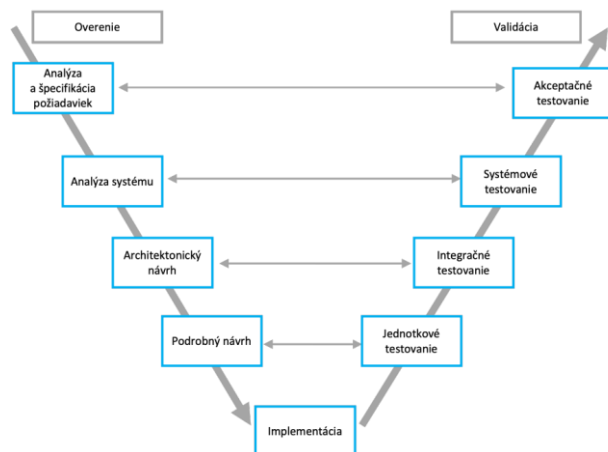 Overenie
Validácia
Analýza
a špecifikácia
požiadaviek
Akceptačné
testovanie
Analýza systému
Systémové
testovanie
Architektonický
návrh
Integračné
testovanie
Podrobný návrh
Jednotkové
testovanie
Implementácia